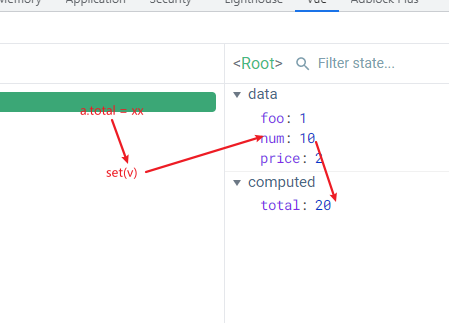 Memory Application Security Lighthouse Vue Adblock Plus
<Root> Filter state...
data
a.total = xx
foo: 1
num: 10
price: 2
set(v)
computed
total: 20